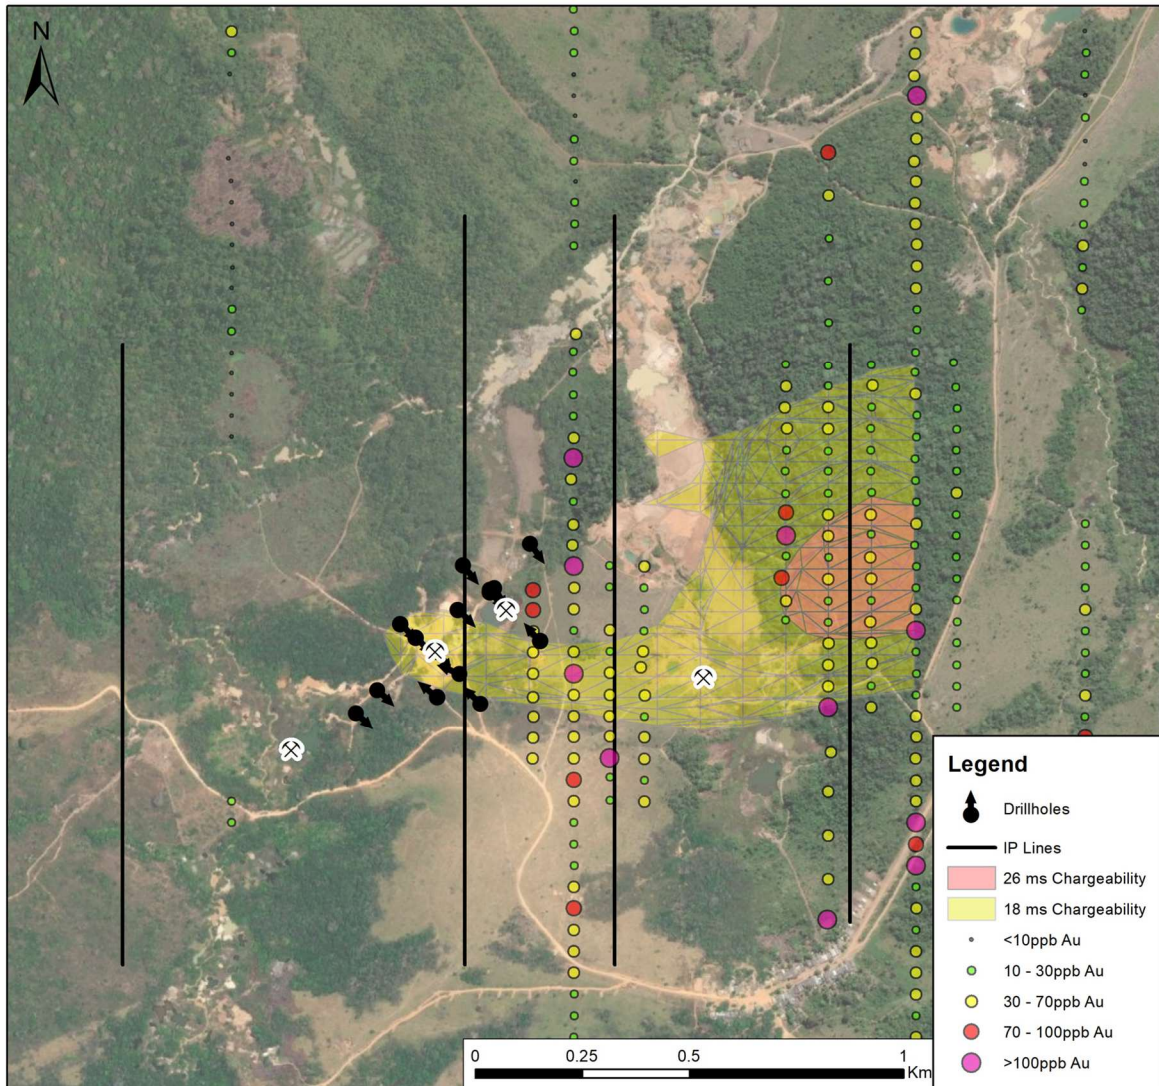 N
Legend
Drillholes
IP Lines
26 ms Chargeability
18 ms Chargeability
<10ppb Au
10 - 30ppb Au
30 - 70ppb Au
70 - 100ppb Au
>100ppb Au
0 0.25 0.5 1
Km